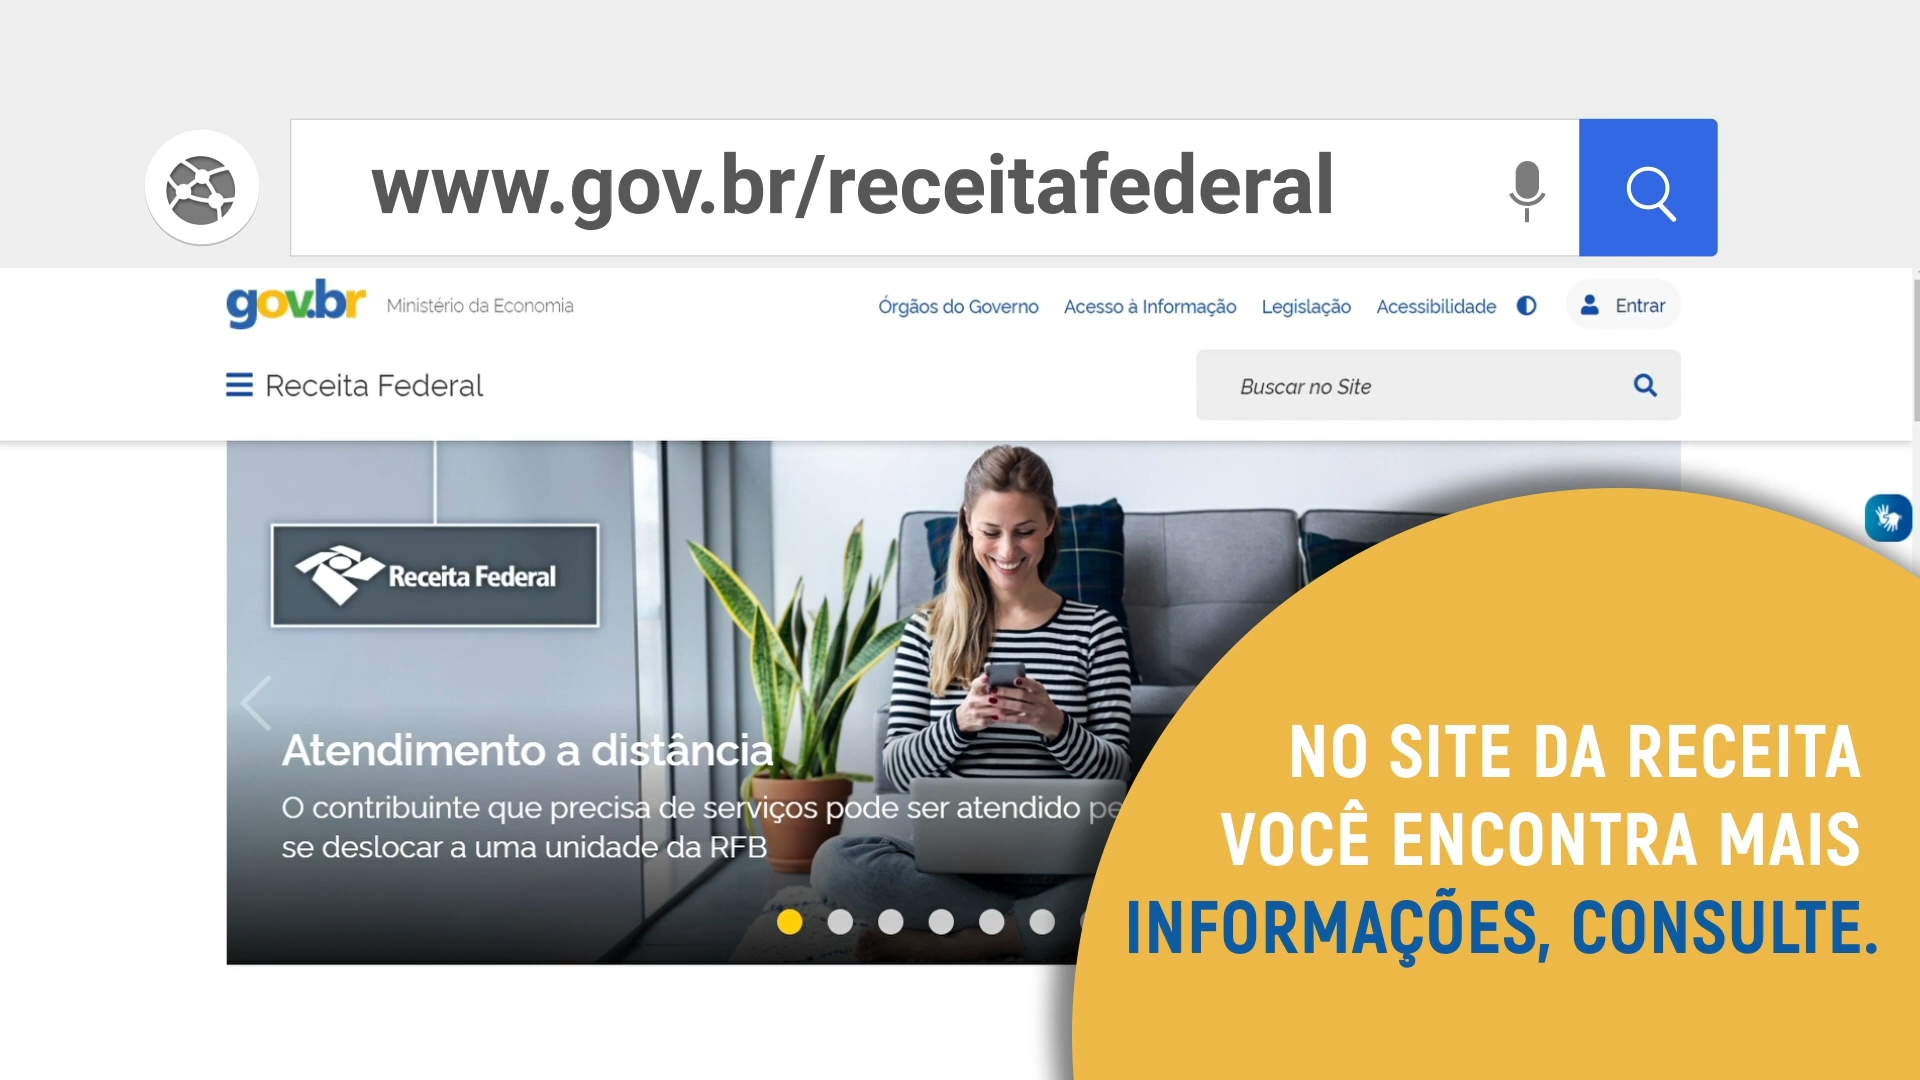 www.gov.br/receitafederal
gov.br Ministério da Economia
Órgãos do Governo Acesso à Informação Legislação Acessibilidade Entrar
Receita Federal
Buscar no Site
Receita Federal
Atendimento a distância
O contribuinte que precisa de serviços pode ser atendido
se deslocar a uma unidade da RFB
NO SITE DA RECEITA
VOCÊ ENCONTRA MAIS
INFORMAÇÕES, CONSULTE.